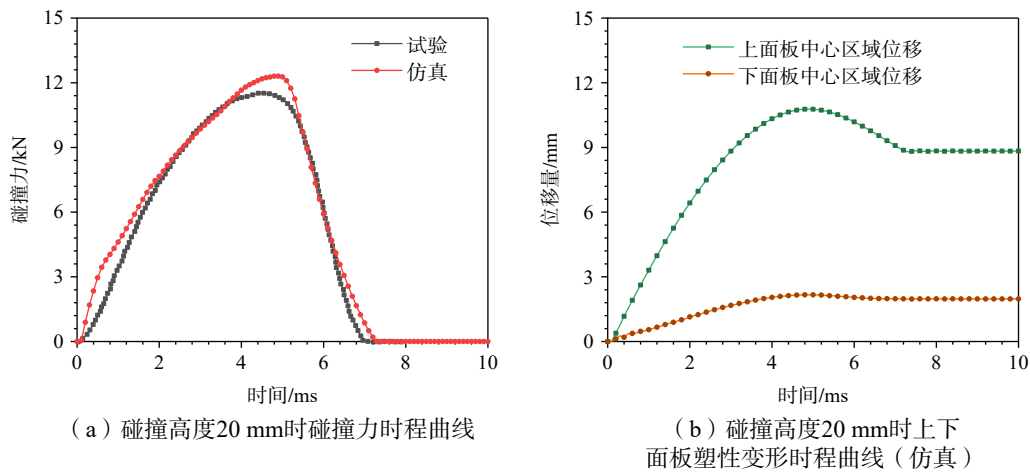 15
12
9
6
3
0
碰撞力/kN
试验
仿真
0 2 4 6 8 10
时间/ms
（a）碰撞高度20 mm时碰撞力时程曲线
15
12
9
6
3
0
位移量/mm
上面板中心区域位移
下面板中心区域位移
0 2 4 6 8 10
时间/ms
（b）碰撞高度20 mm时上下
面板塑性变形时程曲线（仿真）